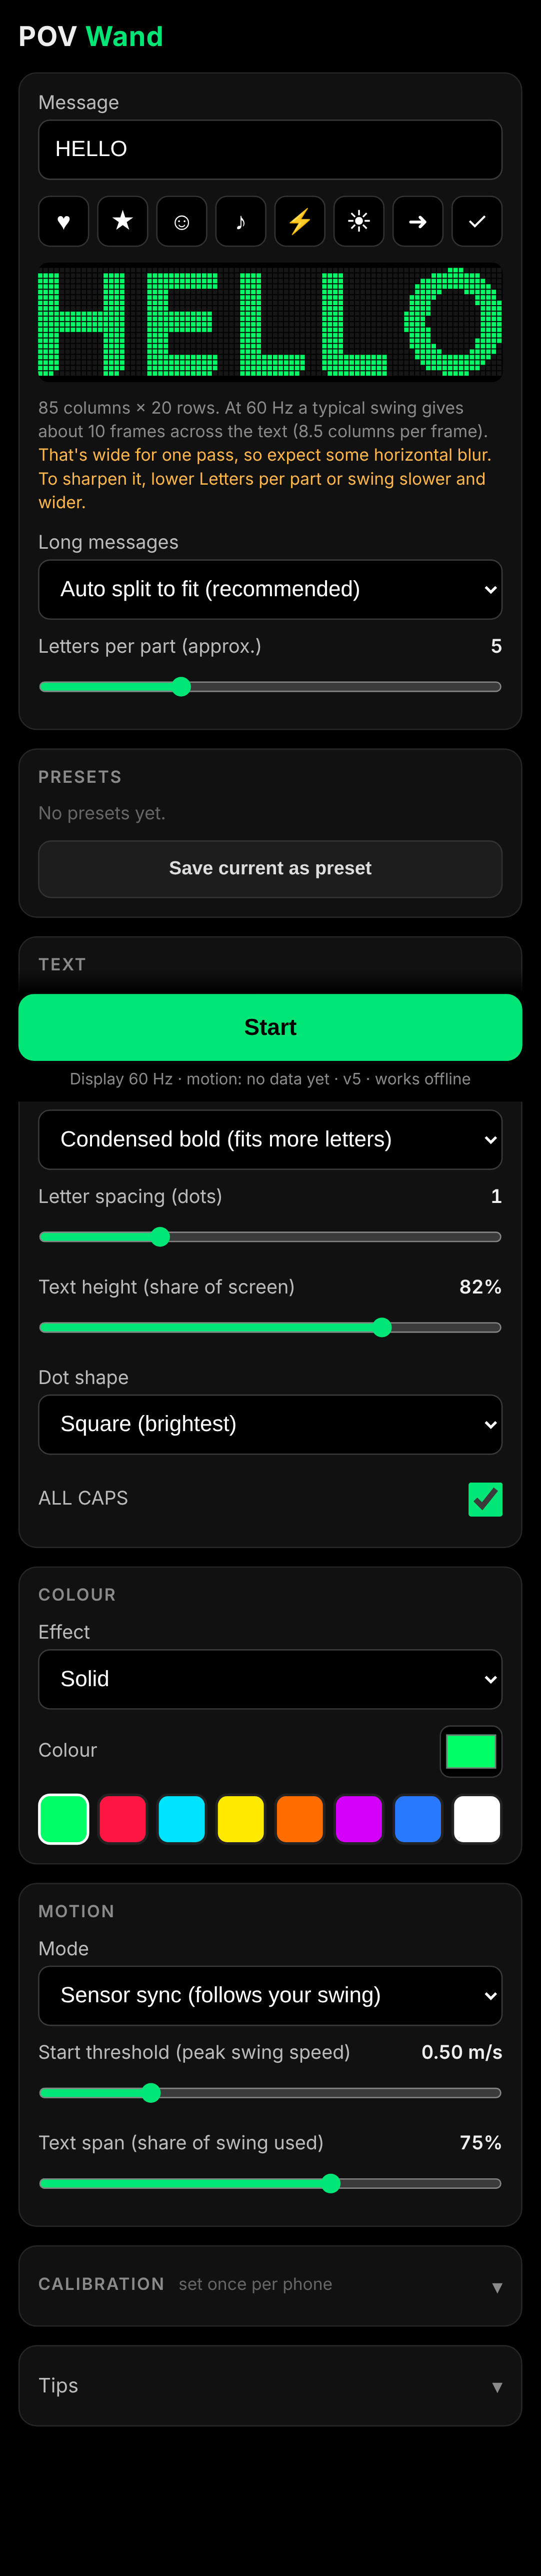 POV Wand
Message
HELLO
♥ ★ ☺ ♪ ⚡ ☀ ➜ ✓
HELLO
85 columns × 20 rows. At 60 Hz a typical swing gives
about 10 frames across the text (8.5 columns per frame).
That's wide for one pass, so expect some horizontal blur.
To sharpen it, lower Letters per part or swing slower and
wider.
Long messages
Auto split to fit (recommended)
Letters per part (approx.) 5
PRESETS
No presets yet.
Save current as preset
TEXT
Start
Display 60 Hz · motion: no data yet · v5 · works offline
Condensed bold (fits more letters)
Letter spacing (dots) 1
Text height (share of screen) 82%
Dot shape
Square (brightest)
ALL CAPS
COLOUR
Effect
Solid
Colour
MOTION
Mode
Sensor sync (follows your swing)
Start threshold (peak swing speed) 0.50 m/s
Text span (share of swing used) 75%
CALIBRATION set once per phone ▾
Tips ▾